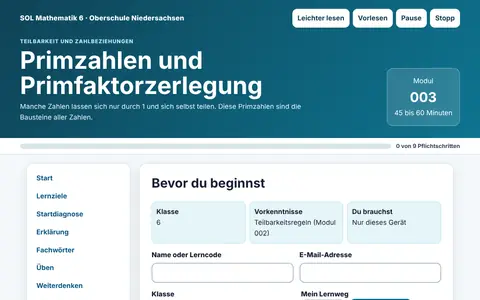 SOL Mathematik 6 · Oberschule Niedersachsen
Leichter lesen
Vorlesen
Pause
Stopp
TEILBARKEIT UND ZAHLBEZIEHUNGEN
Primzahlen und
Primfaktorzerlegung
Manche Zahlen lassen sich nur durch 1 und sich selbst teilen. Diese Primzahlen sind die
Bausteine aller Zahlen.
Modul
003
45 bis 60 Minuten
0 von 9 Pflichtschritten
Start
Lernziele
Startdiagnose
Erklärung
Fachwörter
Üben
Weiterdenken
Bevor du beginnst
Klasse
6
Vorkenntnisse
Teilbarkeitsregeln (Modul
002)
Du brauchst
Nur dieses Gerät
Name oder Lerncode
E-Mail-Adresse
Klasse
Mein Lernweg